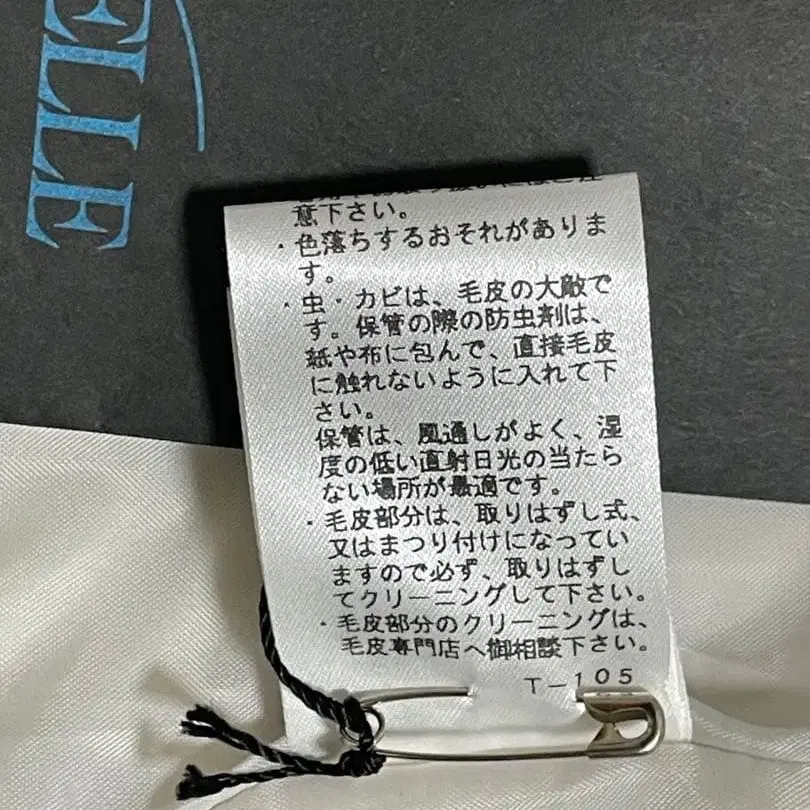 ELLE
意下さい。
・色落ちするおそれがありま
す。
・虫・カビは、毛皮の大敵で
す。保管の際の防虫剤は、
紙や布に包んで、直接毛皮
に触れないように入れて下
さい。
保管は、風通しがよく、湿
度の低い直射日光の当たら
ない場所が最適です。
・毛皮部分は、取りはずし式、
又はまつり付けになってい
ますので必ず、取りはずし
てクリーニングして下さい。
・毛皮部分のクリーニングは、
毛皮専門店へ御相談下さい。
T-105